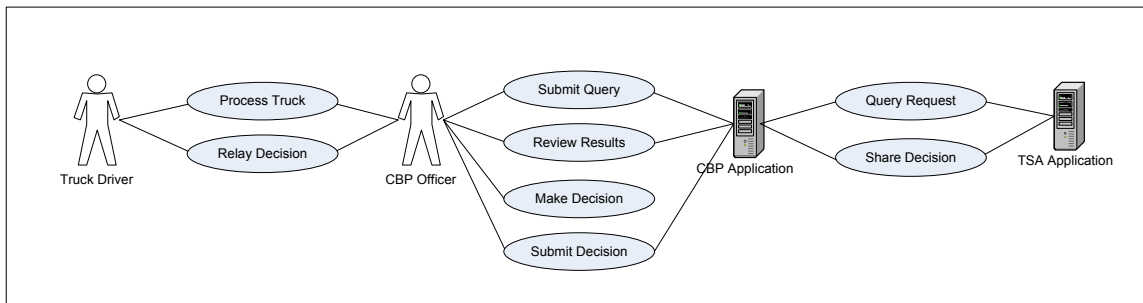 Process Truck
Relay Decision
Truck Driver
CBP Officer
Submit Query
Review Results
Make Decision
Submit Decision
CBP Application
Query Request
Share Decision
TSA Application